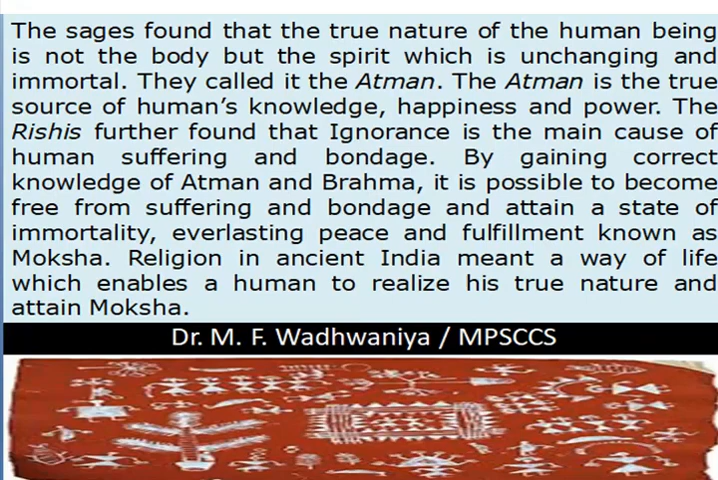 The sages found that the true nature of the human being
is not the body but the spirit which is unchanging and
immortal. They called it the Atman. The Atman is the true
source of human’s knowledge, happiness and power. The
Rishis further found that Ignorance is the main cause of
human suffering and bondage. By gaining correct
knowledge of Atman and Brahma, it is possible to become
free from suffering and bondage and attain a state of
immortality, everlasting peace and fulfillment known as
Moksha. Religion in ancient India meant a way of life
which enables a human to realize his true nature and
attain Moksha.
Dr. M. F. Wadhwaniya / MPSCCS